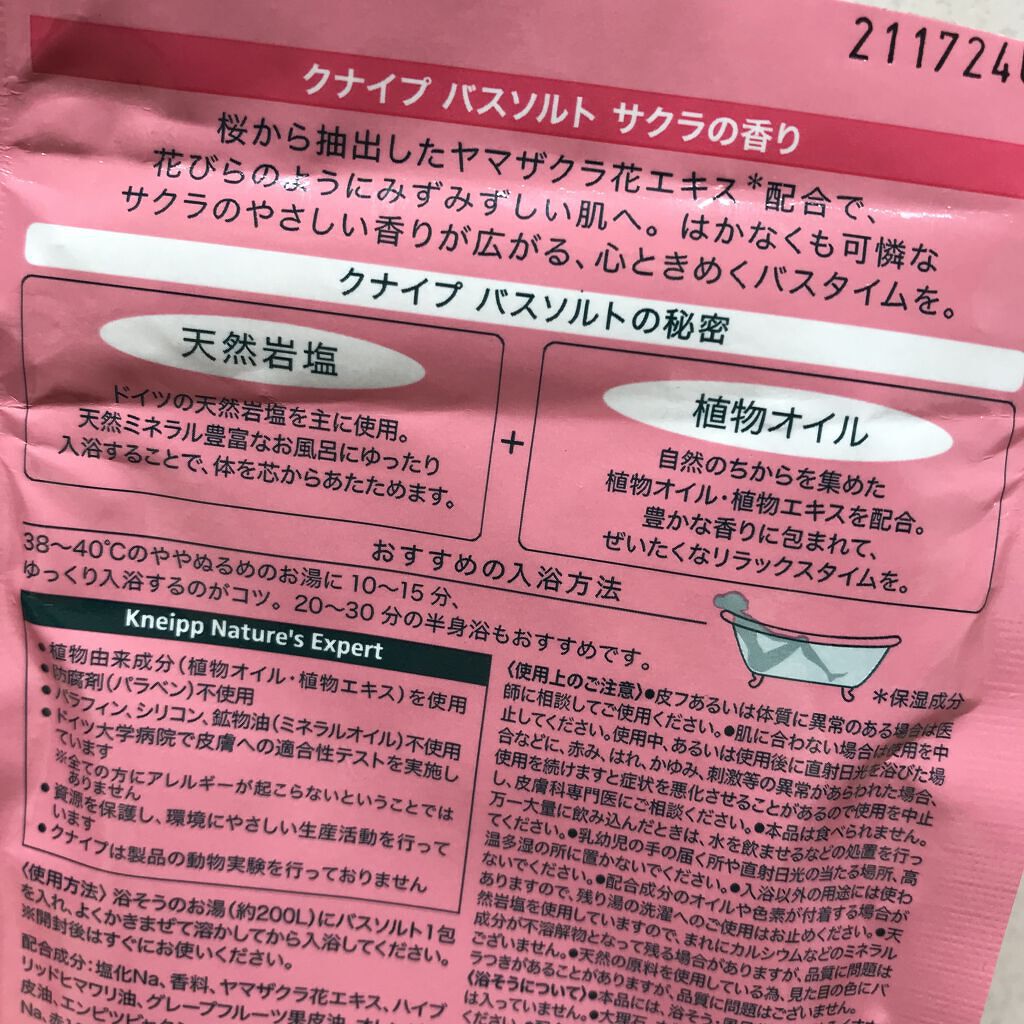 211724
クナイプ バスソルト サクラの香り
桜から抽出したヤマザクラ花エキス*配合で、
花びらのようにみずみずしい肌へ。はかなくも可憐な
サクラのやさしい香りが広がる、心ときめくバスタイムを。
クナイプ バスソルトの秘密
天然岩塩
ドイツの天然岩塩を主に使用。
天然ミネラル豊富なお風呂にゆったり
入浴することで、体を芯からあたためます。
+
植物オイル
自然のちからを集めた
植物オイル・植物エキスを配合。
豊かな香りに包まれて、
ぜいたくなリラックスタイムを。
おすすめの入浴方法
38〜40℃のややぬるめのお湯に 10〜15 分、
ゆっくり入浴するのがコツ。20〜30 分の半身浴もおすすめです。
*保湿成分
Kneipp Nature's Expert
●植物由来成分(植物オイル・植物エキス)を使用
●防腐剤(パラベン)不使用
●パラフィン、シリコン、鉱物油(ミネラルオイル)不使用
●ドイツ大学病院で皮膚への適合性テストを実施し
ています
※全ての方にアレルギーが起こらないということでは
ありません
●資源を保護し、環境にやさしい生産活動を行って
います
●クナイプは製品の動物実験を行っておりません
〈使用方法〉浴そうのお湯(約200L)にバスソルト1包
を入れ、よくかきまぜて溶かしてから入浴してください。
※開封後はすぐにお使いください。
配合成分:塩化Na、香料、ヤマザクラ花エキス、ハイブ
リッドヒマワリ油、グレープフルーツ果皮油、オレ
皮油、エンピツビャク
Na、赤
〈使用上のご注意〉●皮フあるいは体質に異常のある場合は医
師に相談してご使用ください。●肌に合わない場合は使用を中
止してください。使用中、あるいは使用後に直射日光を浴びた場
合などに、赤み、はれ、かゆみ、刺激等の異常があらわれた場合、
使用を続けますと症状を悪化させることがあるので使用を中止
し、皮膚科専門医にご相談ください。●本品は食べられません。
万一大量に飲み込んだときは、水を飲ませるなどの処置を行っ
てください。●乳幼児の手の届く所や直射日光の当たる場所、高
温多湿の所に置かないでください。●入浴以外の用途には使わ
ないでください。●配合成分のオイルや色素が付着する場合が
ありますので、残り湯の洗濯へのご使用はお止めください。●天
然岩塩を使用していますので、まれにカルシウムなどのミネラル
成分が不溶解物となって残る場合がありますが、品質に問題は
ございません。●天然の原料を使用している為、見た目の色にバ
ラつきがあることがありますが、品質に問題はございません。
〈浴そうについて〉●本品には、浴そう・風呂
は入っていません。●大理石